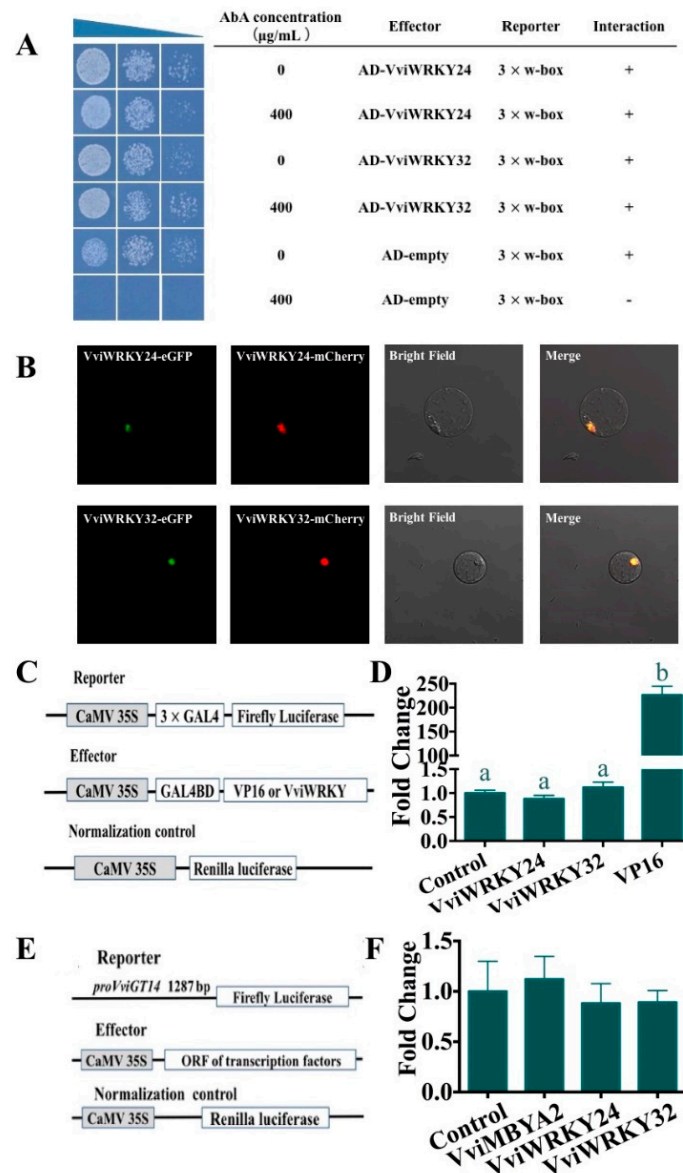 A
AbA concentration (μg/mL ) Effector Reporter Interaction
0 AD-VviWRKY24 3 × w-box +
400 AD-VviWRKY24 3 × w-box +
0 AD-VviWRKY32 3 × w-box +
400 AD-VviWRKY32 3 × w-box +
0 AD-empty 3 × w-box +
400 AD-empty 3 × w-box -
B
VviWRKY24-eGFP VviWRKY24-mCherry Bright Field Merge
VviWRKY32-eGFP VviWRKY32-mCherry Bright Field Merge
C
Reporter
CaMV 35S 3 × GAL4 Firefly Luciferase
Effector
CaMV 35S GAL4BD VP16 or VviWRKY
Normalization control
CaMV 35S Renilla luciferase
D
Fold Change
250
200
150
100
50
1.5
1.0
0.5
0.0
a a a b
Control VviWRKY24 VviWRKY32 VP16
E
Reporter
proVviGT14 1287 bp Firefly Luciferase
Effector
CaMV 35S ORF of transcription factors
Normalization control
CaMV 35S Renilla luciferase
F
Fold Change
1.5
1.0
0.5
0.0
Control VviMBYA2 VviWRKY24 VviWRKY32